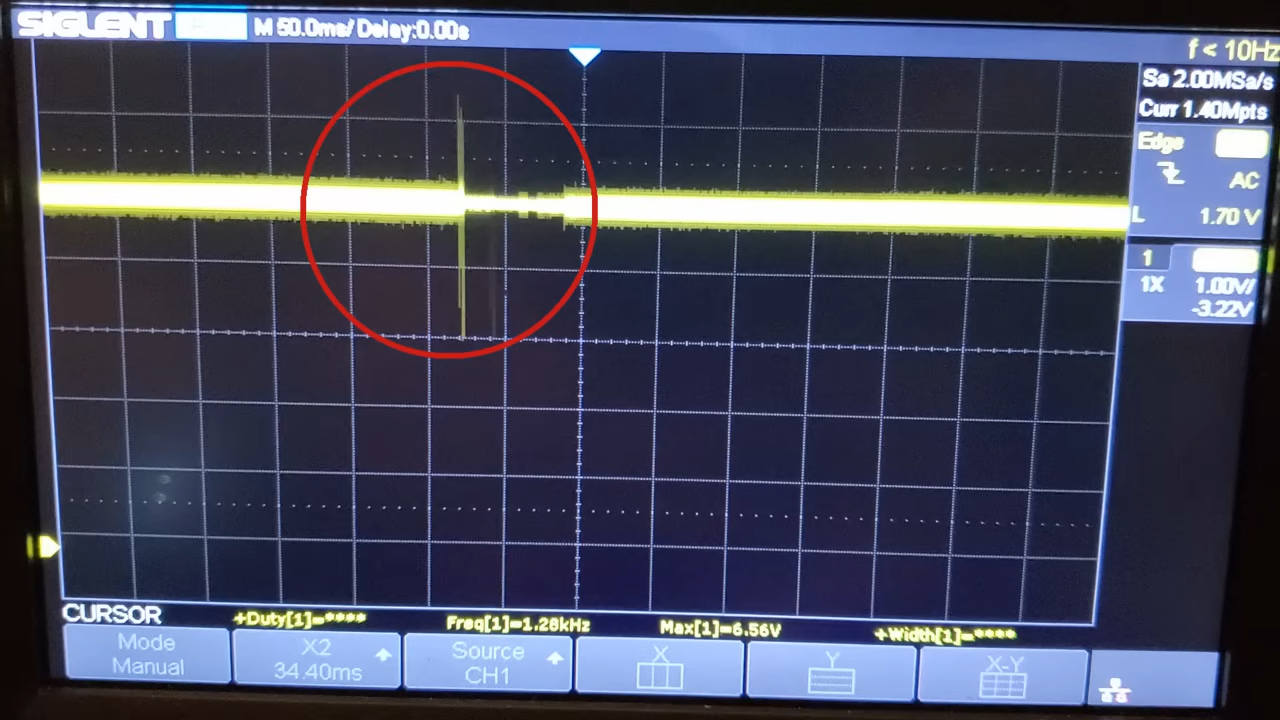 SIGLENT M 50.0ms/ Delay:0.00s
f < 10Hz
Sa 2.00MSa/s
Curr 1.40Mpts
Edge
AC
L 1.70 V
1
1X 1.00V/
-3.22V
CURSOR +Duty[1]=**** Freq[1]=1.28kHz Max[1]=6.56V +Width[1]=****
Mode X2 Source X Y X-Y
Manual 34.40ms CH1